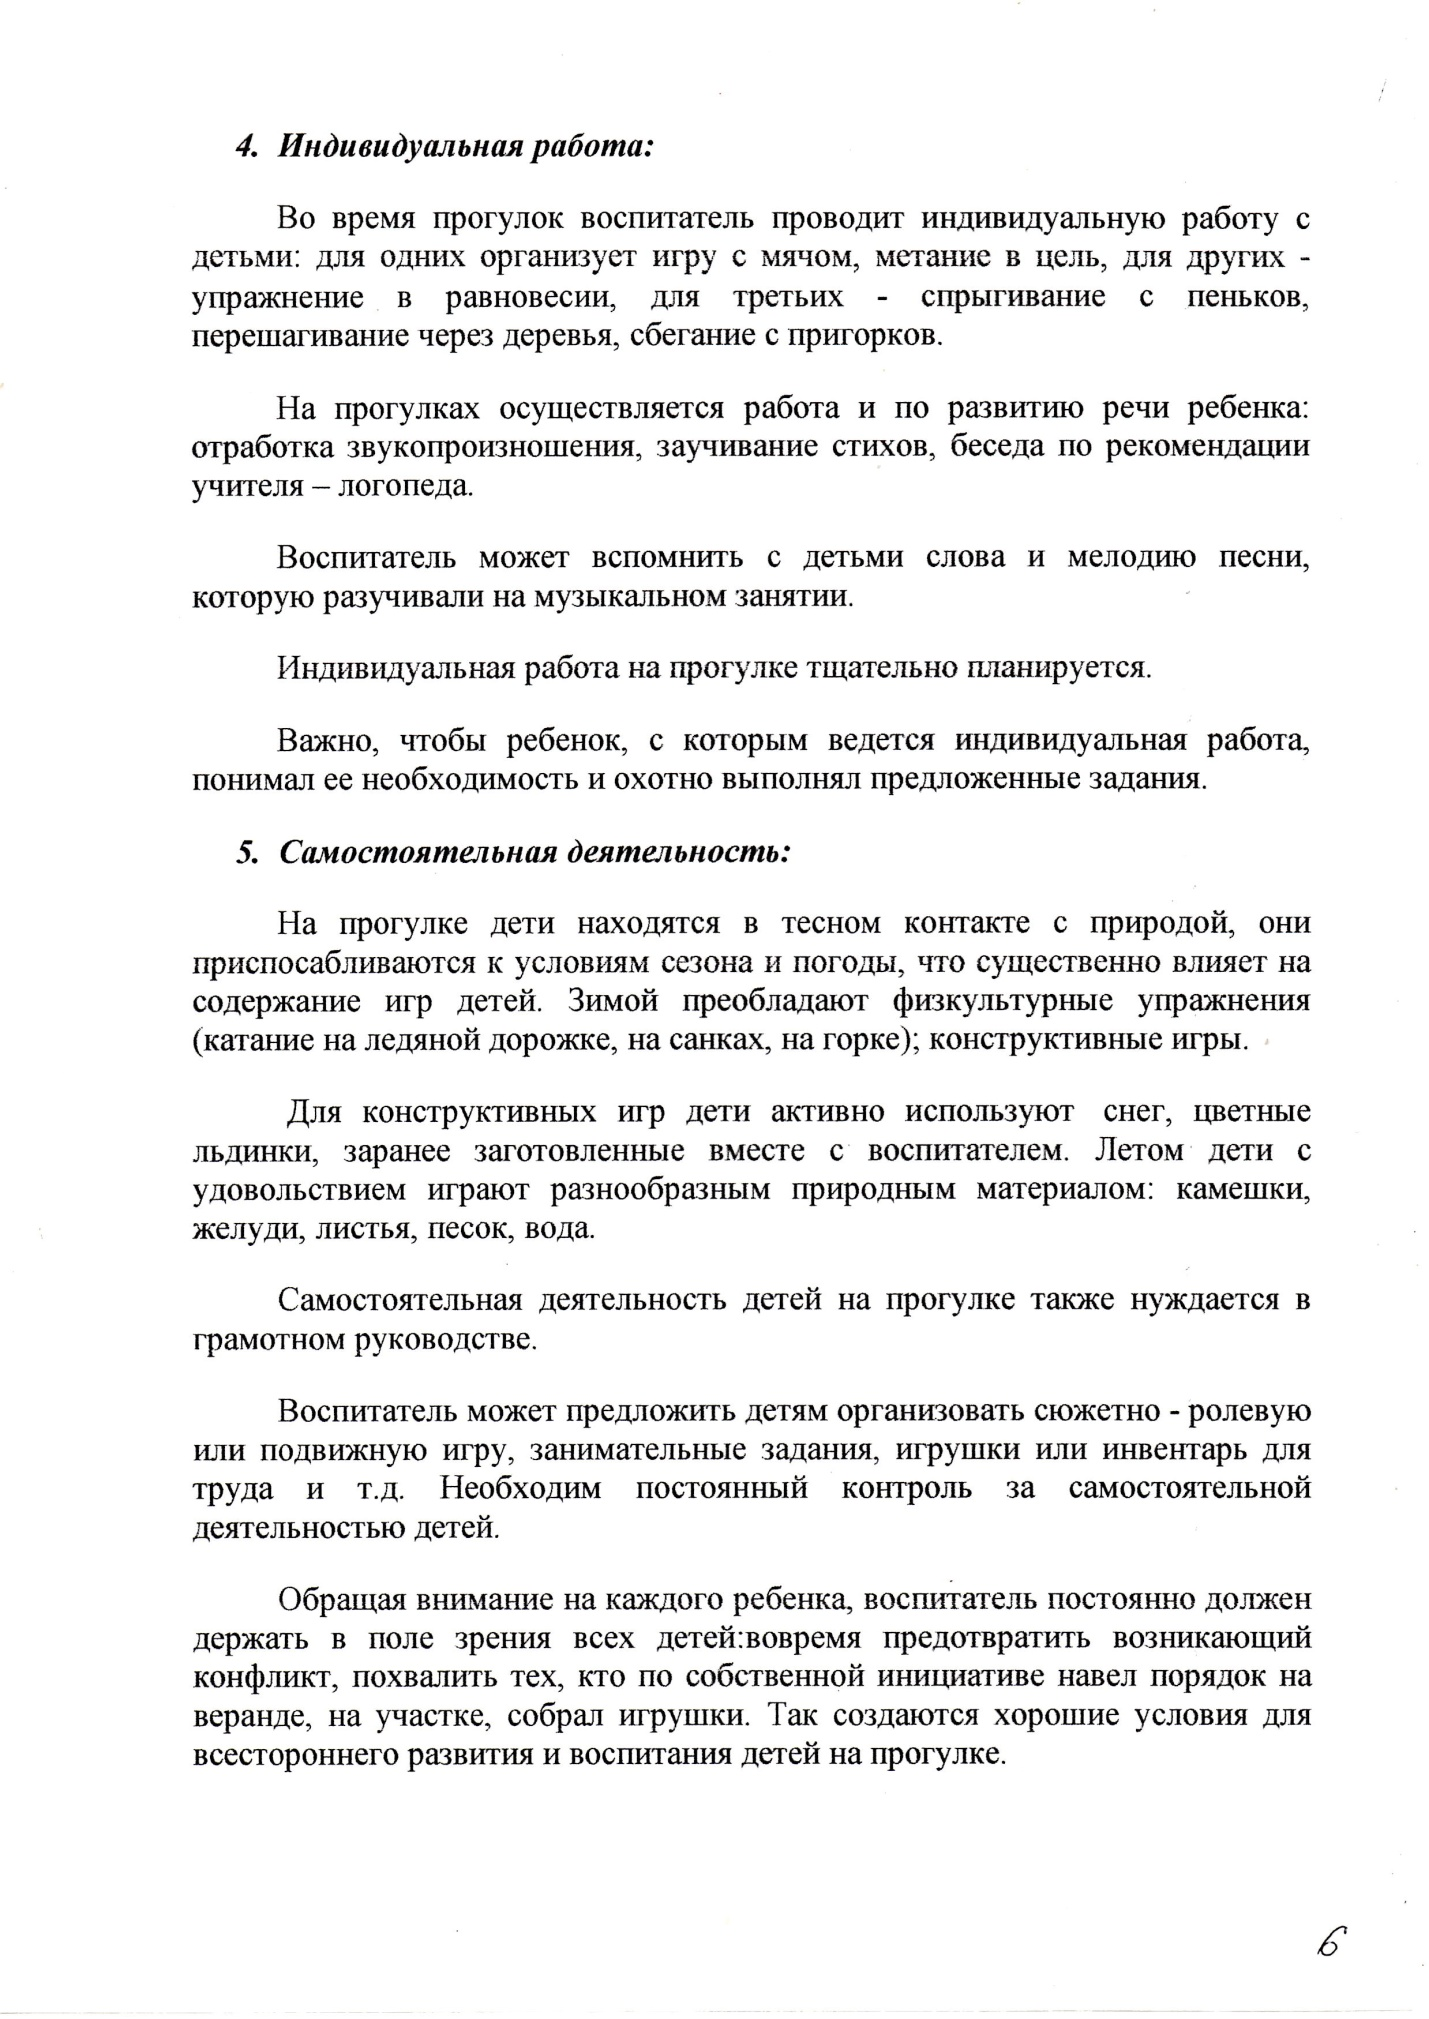 4. Индивидуальная работа:
Во время прогулок воспитатель проводит индивидуальную работу с
детьми: для одних организует игру с мячом, метание в цель, для других -
упражнение в равновесии, для третьих - спрыгивание с пеньков,
перешагивание через деревья, сбегание с пригорков.
На прогулках осуществляется работа и по развитию речи ребенка:
отработка звукопроизношения, заучивание стихов, беседа по рекомендации
учителя – логопеда.
Воспитатель может вспомнить с детьми слова и мелодию песни,
которую разучивали на музыкальном занятии.
Индивидуальная работа на прогулке тщательно планируется.
Важно, чтобы ребенок, с которым ведется индивидуальная работа,
понимал ее необходимость и охотно выполнял предложенные задания.
5. Самостоятельная деятельность:
На прогулке дети находятся в тесном контакте с природой, они
приспосабливаются к условиям сезона и погоды, что существенно влияет на
содержание игр детей. Зимой преобладают физкультурные упражнения
(катание на ледяной дорожке, на санках, на горке); конструктивные игры.
Для конструктивных игр дети активно используют снег, цветные
льдинки, заранее заготовленные вместе с воспитателем. Летом дети с
удовольствием играют разнообразным природным материалом: камешки,
желуди, листья, песок, вода.
Самостоятельная деятельность детей на прогулке также нуждается в
грамотном руководстве.
Воспитатель может предложить детям организовать сюжетно - ролевую
или подвижную игру, занимательные задания, игрушки или инвентарь для
труда и т.д. Необходим постоянный контроль за самостоятельной
деятельностью детей.
Обращая внимание на каждого ребенка, воспитатель постоянно должен
держать в поле зрения всех детей:вовремя предотвратить возникающий
конфликт, похвалить тех, кто по собственной инициативе навел порядок на
веранде, на участке, собрал игрушки. Так создаются хорошие условия для
всестороннего развития и воспитания детей на прогулке.
6